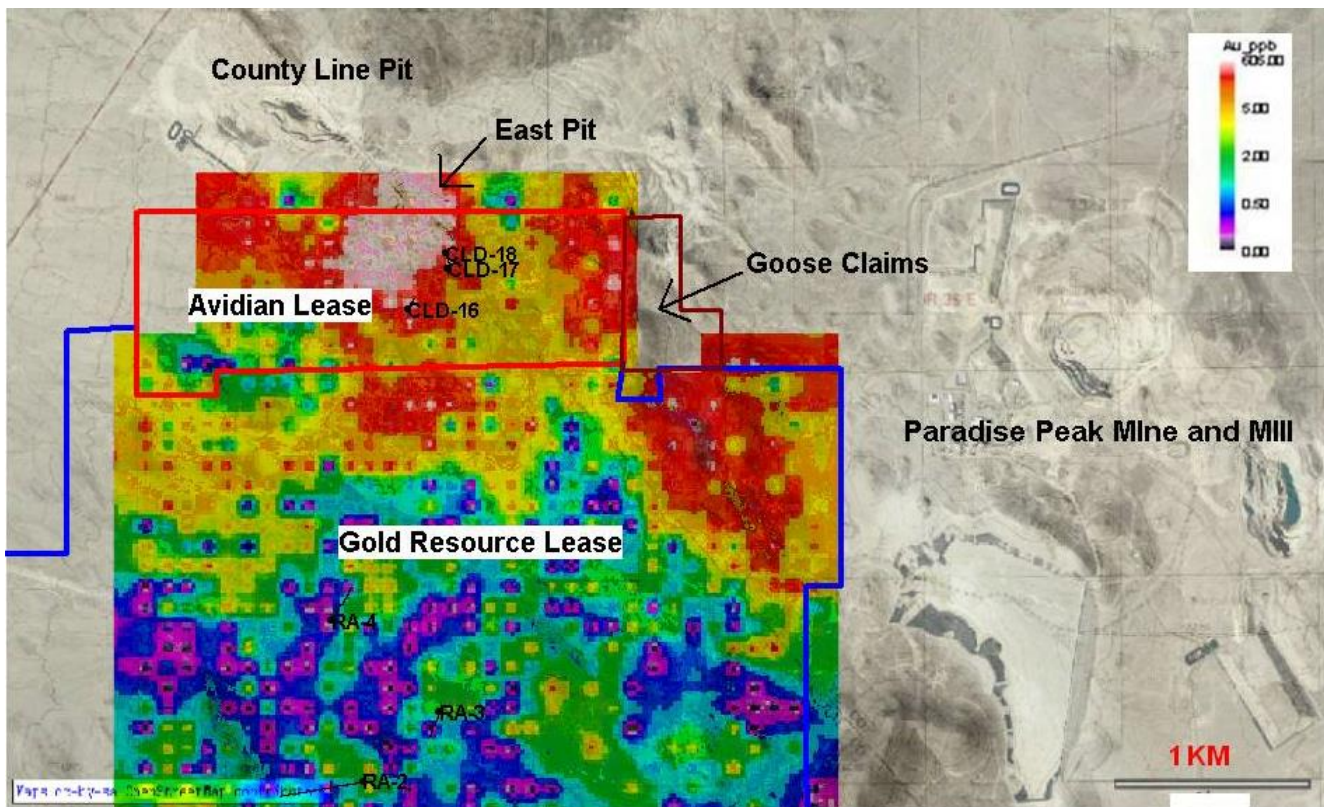 County Line Pit
East Pit
Au_ppb
605.00
5.00
2.00
0.50
0.00
CLD-18
CLD-17
Goose Claims
Avidian Lease
CLD-16
Paradise Peak MIne and MIll
Gold Resource Lease
RA-4
RA-3
1 KM
RA-2